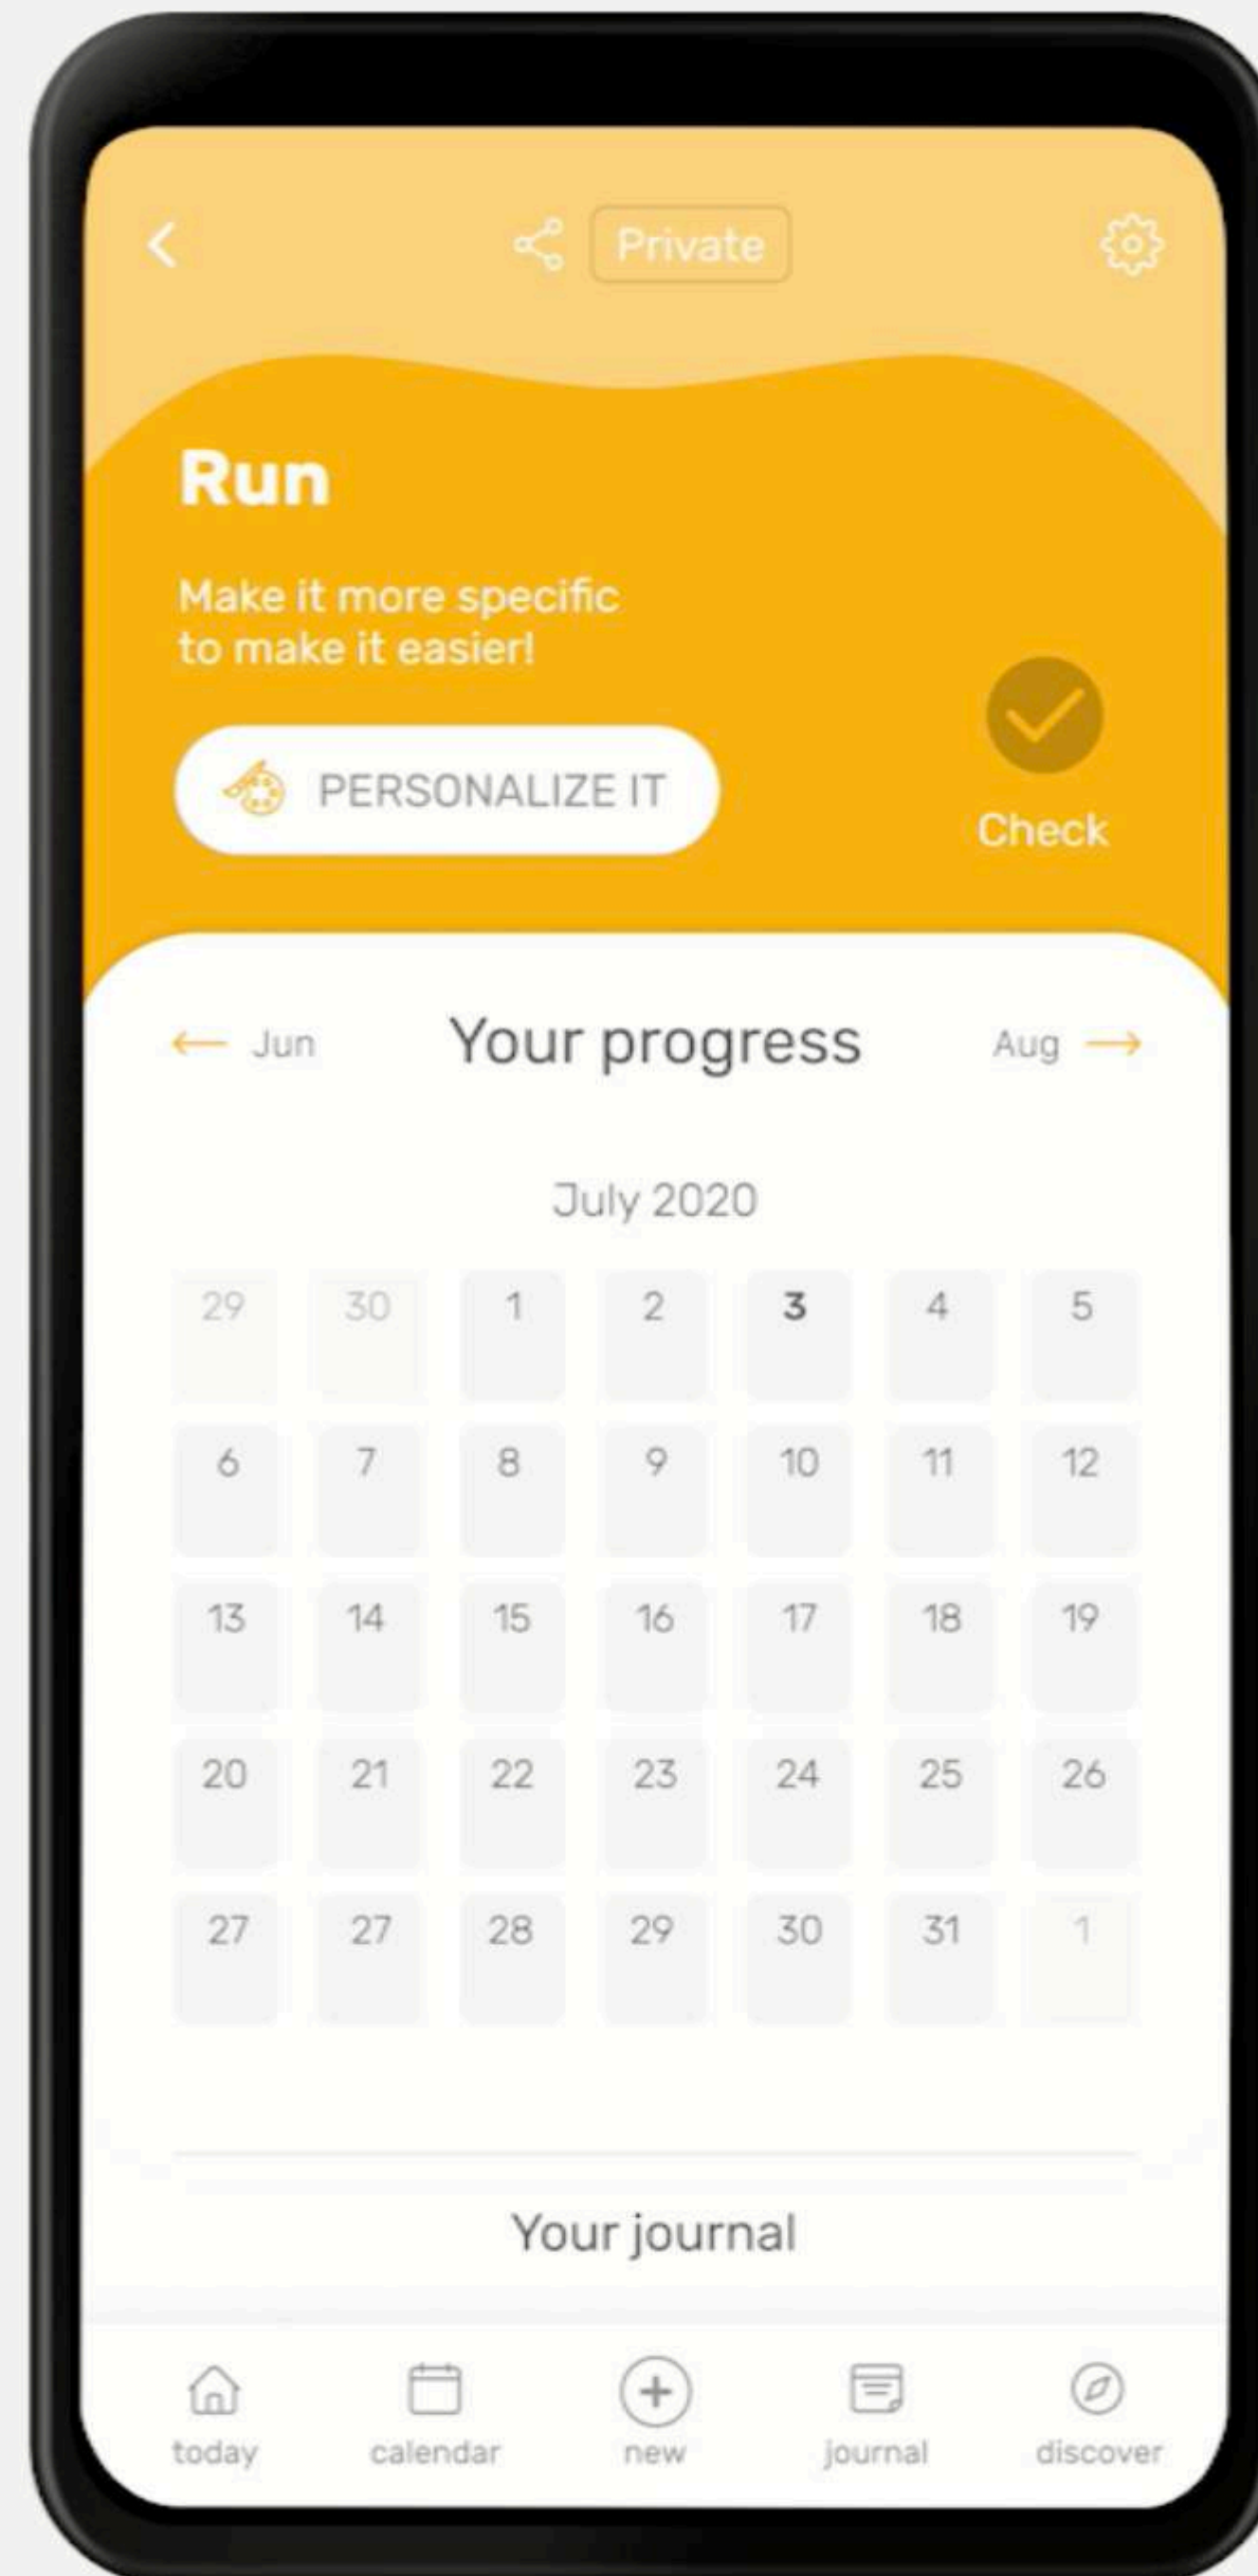 Private
Run
Make it more specific
to make it easier!
PERSONALIZE IT
Check
Jun Your progress Aug
July 2020
29 30 1 2 3 4 5
6 7 8 9 10 11 12
13 14 15 16 17 18 19
20 21 22 23 24 25 26
27 27 28 29 30 31 1
Your journal
today calendar new journal discover